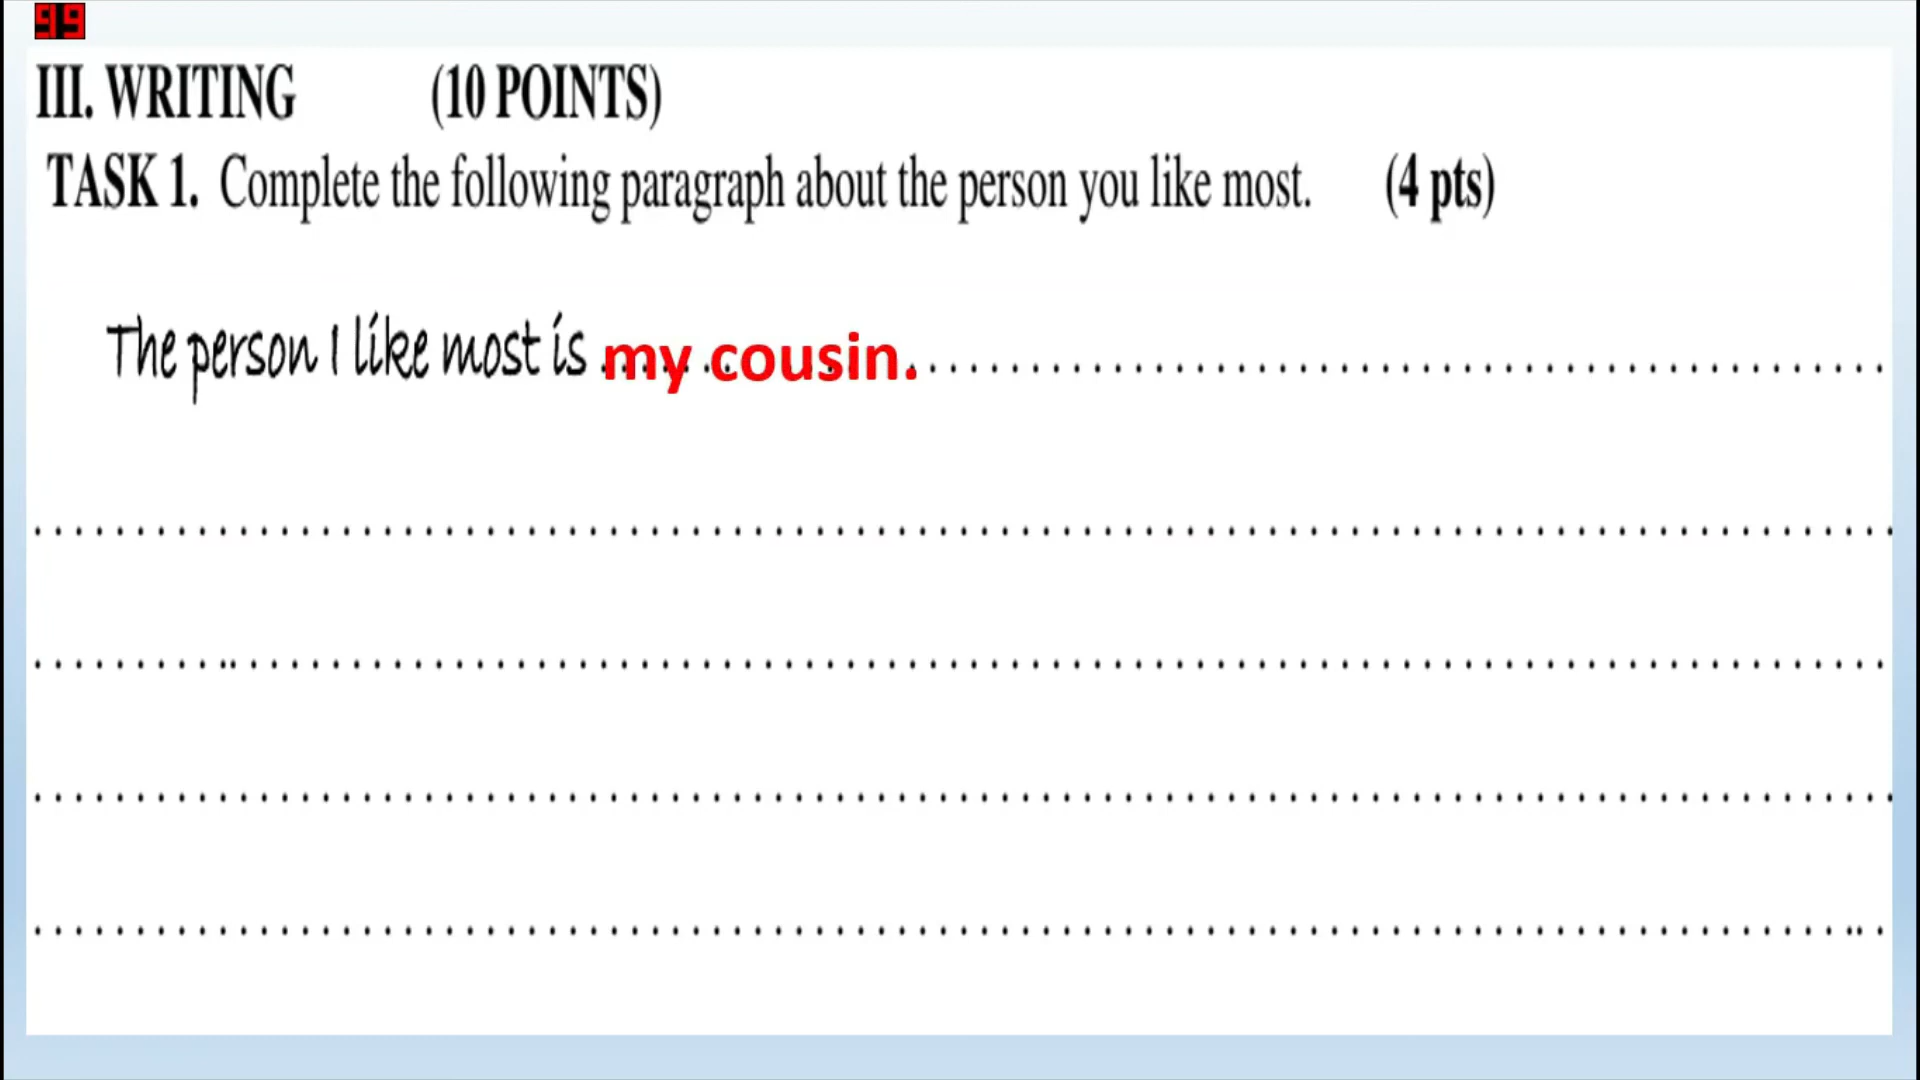 99
III. WRITING (10 POINTS)
TASK 1. Complete the following paragraph about the person you like most. (4 pts)
The person I like most is my cousin.